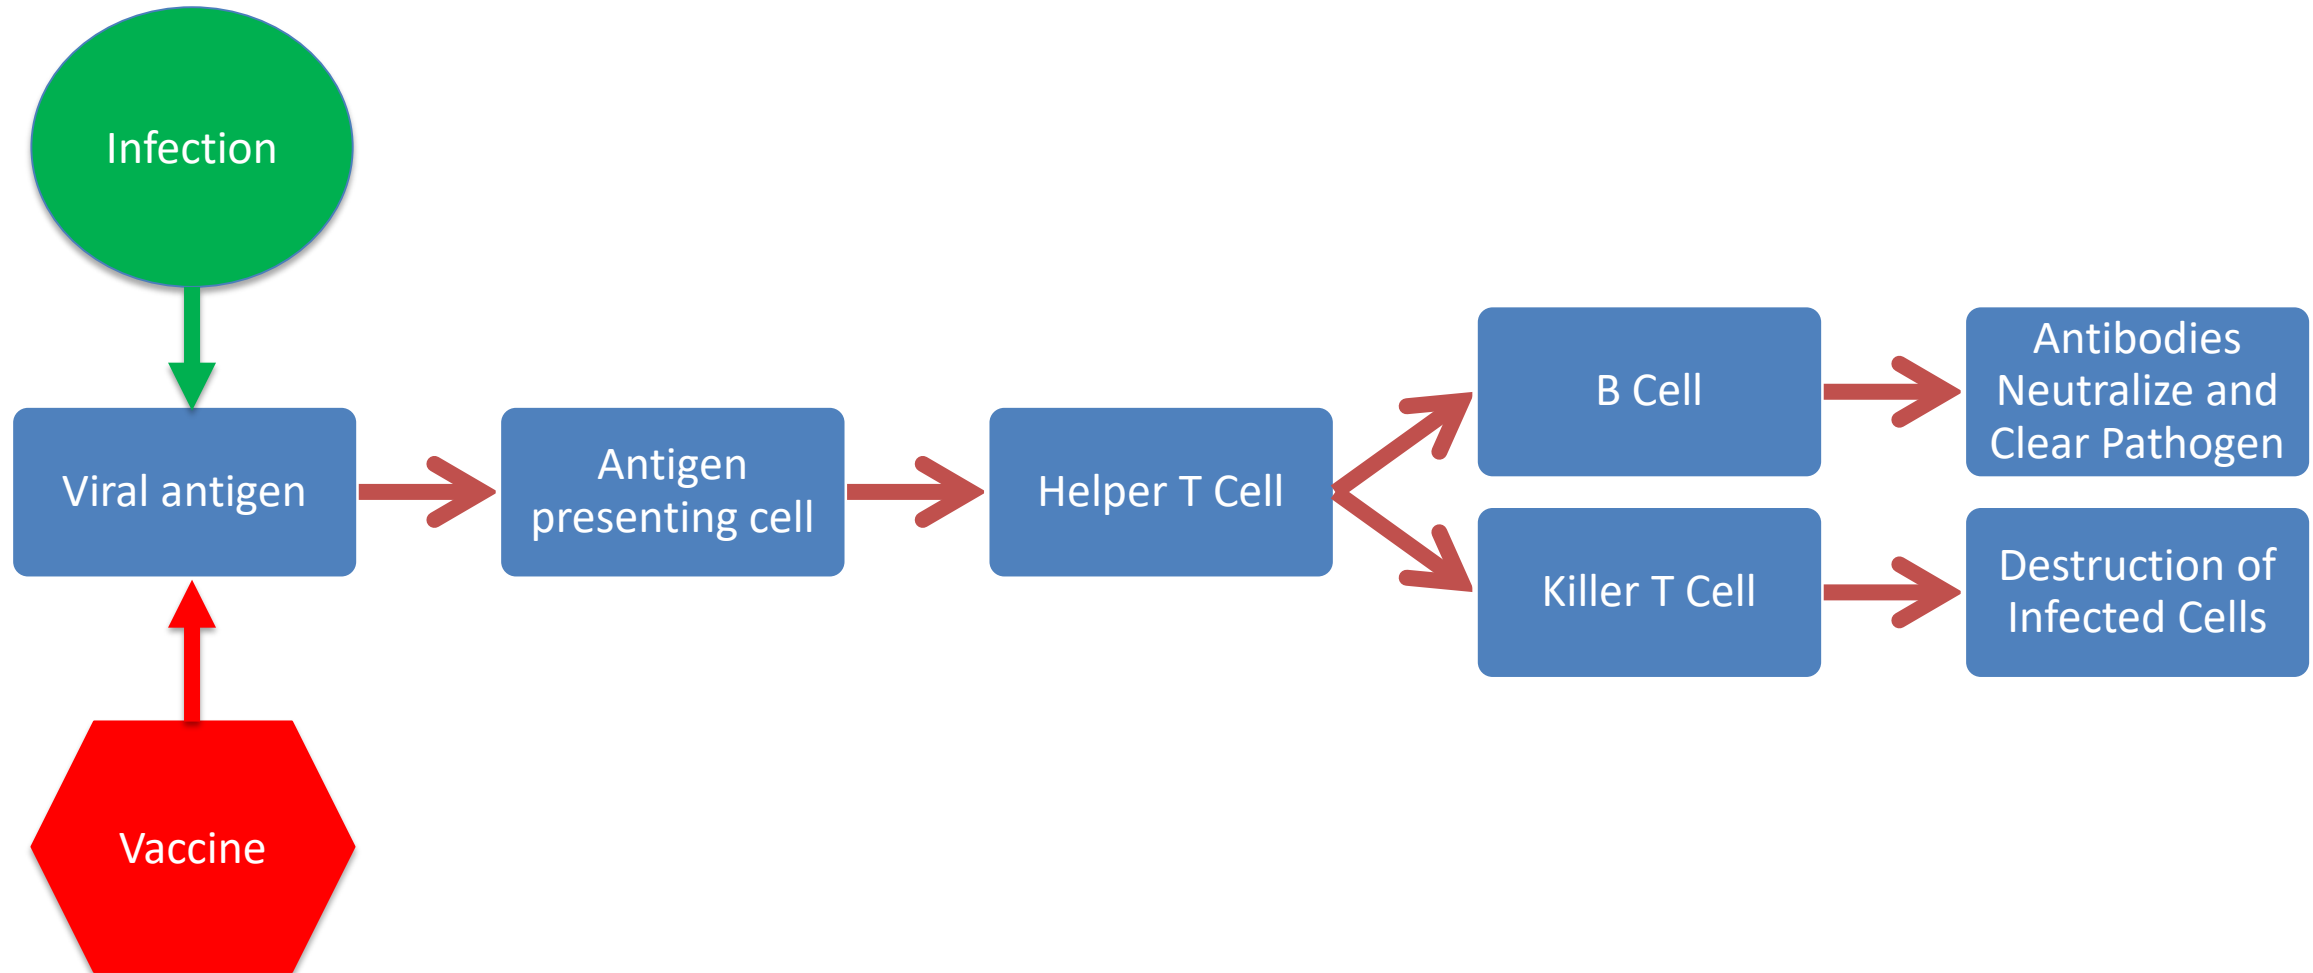 Infection
Viral antigen
Antigen
presenting cell
Helper T Cell
B Cell
Antibodies
Neutralize and
Clear Pathogen
Killer T Cell
Destruction of
Infected Cells
Vaccine